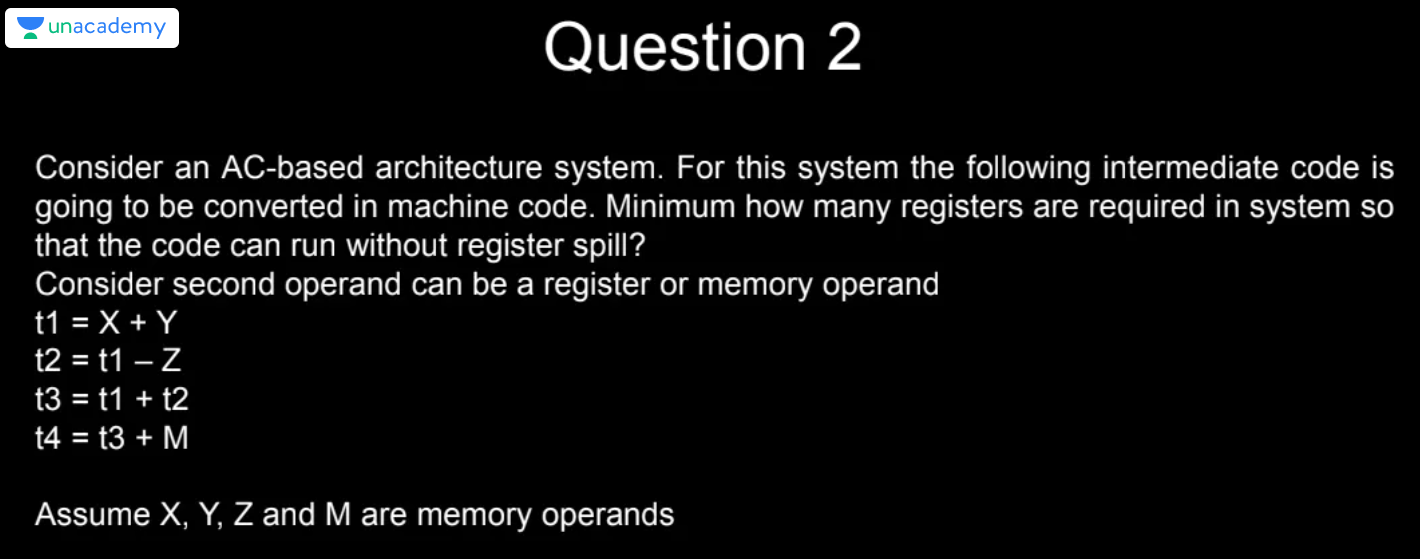 unacademy
Question 2
Consider an AC-based architecture system. For this system the following intermediate code is
going to be converted in machine code. Minimum how many registers are required in system so
that the code can run without register spill?
Consider second operand can be a register or memory operand
t1 = X + Y
t2 = t1 – Z
t3 = t1 + t2
t4 = t3 + M
Assume X, Y, Z and M are memory operands